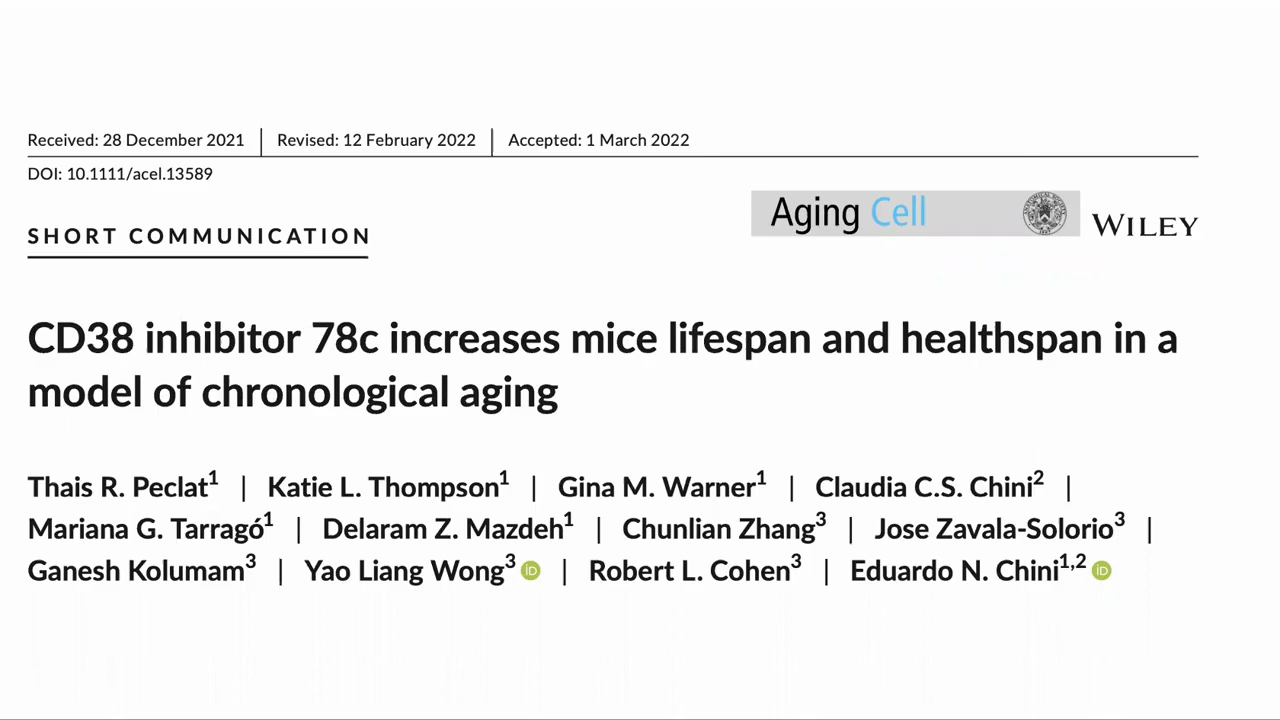 Received: 28 December 2021 | Revised: 12 February 2022 | Accepted: 1 March 2022
DOI: 10.1111/acel.13589
Aging Cell WILEY
SHORT COMMUNICATION
CD38 inhibitor 78c increases mice lifespan and healthspan in a
model of chronological aging
Thais R. Peclat¹ | Katie L. Thompson¹ | Gina M. Warner¹ | Claudia C.S. Chini² |
Mariana G. Tarragó¹ | Delaram Z. Mazdeh¹ | Chunlian Zhang³ | Jose Zavala-Solorio³ |
Ganesh Kolumam³ | Yao Liang Wong³ iD | Robert L. Cohen³ | Eduardo N. Chini¹,² iD